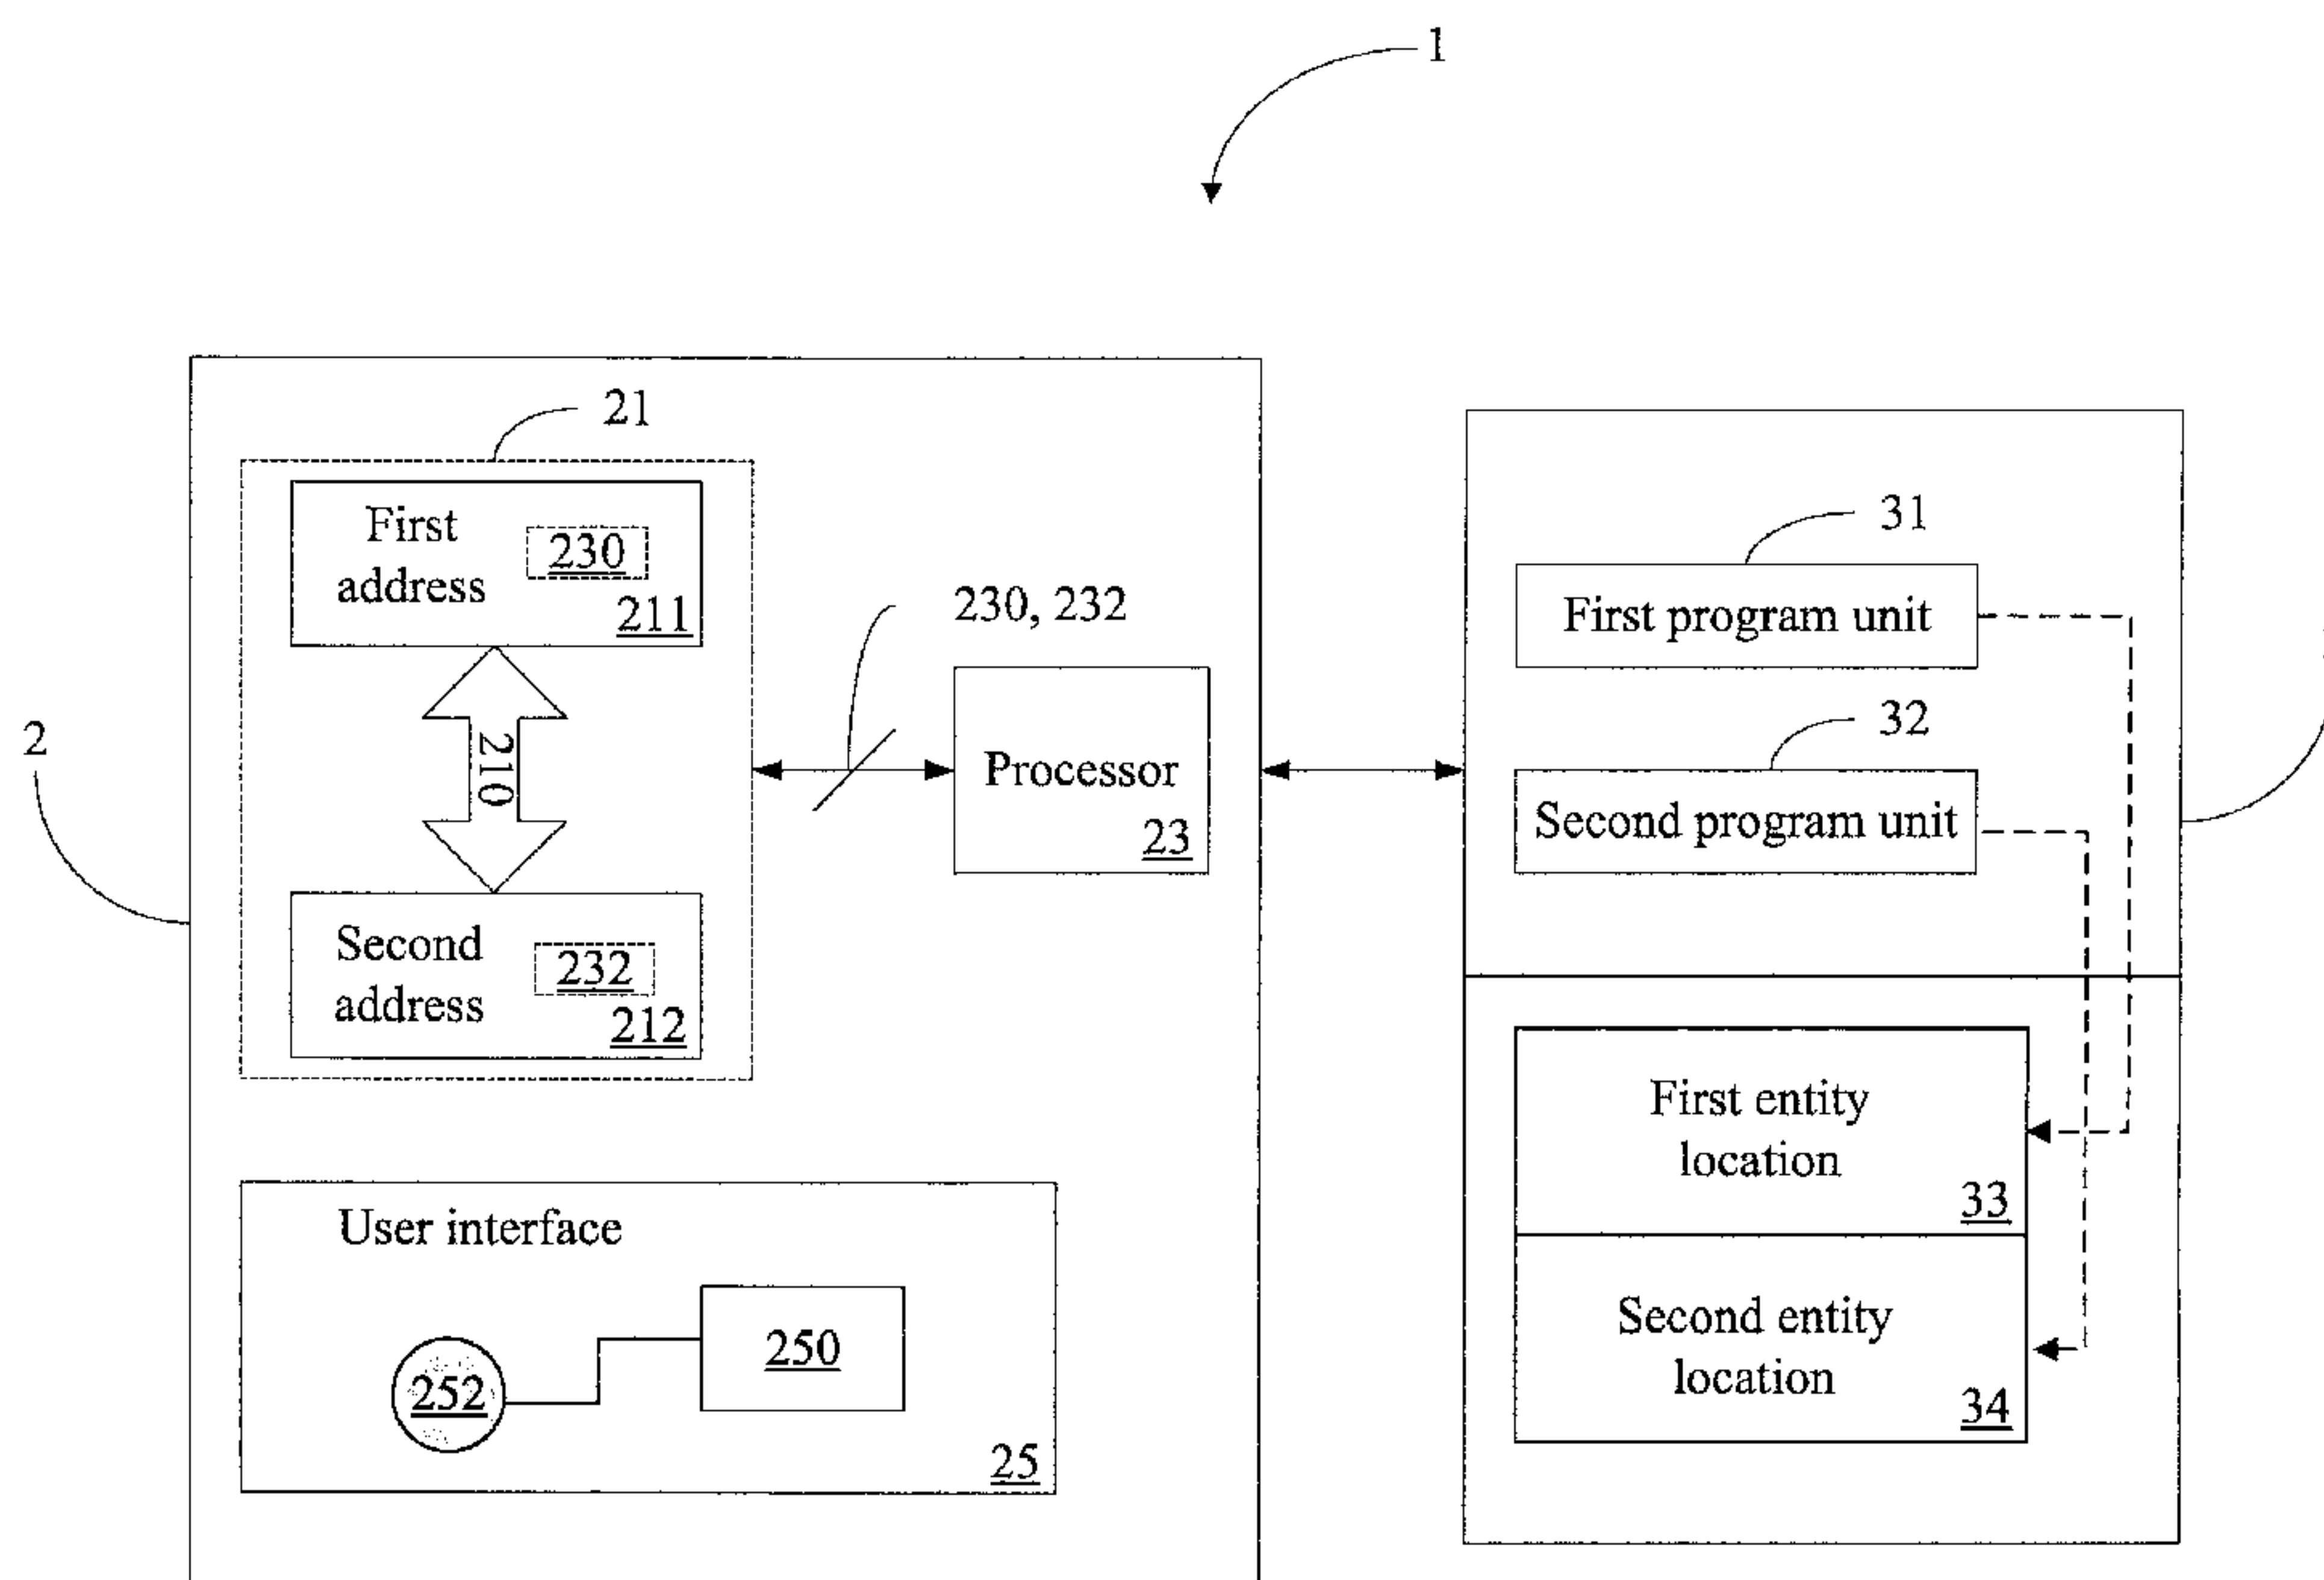 1
21
First
address
230
211
210
Second
address
232
212
2
230, 232
Processor
23
User interface
252
250
25
31
First program unit
32
Second program unit
First entity
location
33
Second entity
location
34